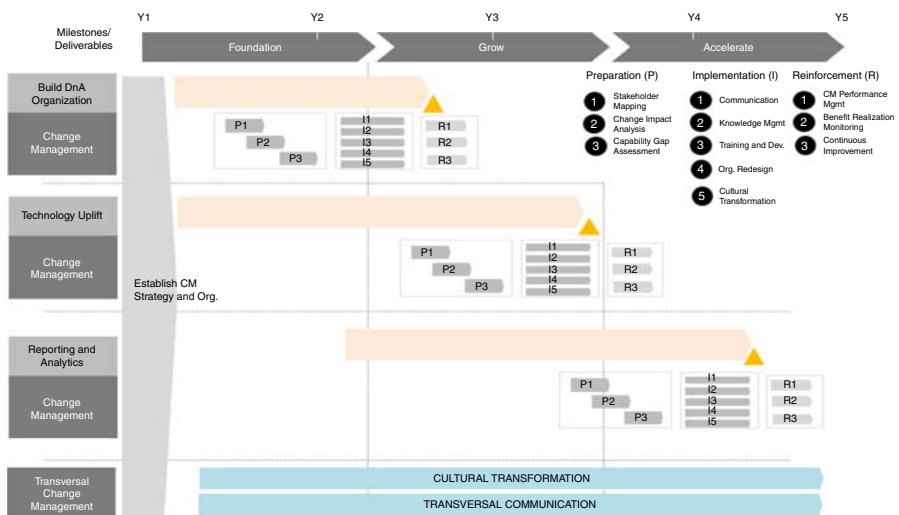 Y1
Y2
Y3
Y4
Y5
Milestones/
Deliverables
Foundation
Grow
Accelerate
Preparation (P)
1 Stakeholder
Mapping
2 Change Impact
Analysis
3 Capability Gap
Assessment
Implementation (I)
1 Communication
2 Knowledge Mgmt
3 Training and Dev.
4 Org. Redesign
5 Cultural
Transformation
Reinforcement (R)
1 CM Performance
Mgmt
2 Benefit Realization
Monitoring
3 Continuous
Improvement
Build DnA
Organization
Change
Management
P1
P2
P3
I1
I2
I3
I4
I5
R1
R2
R3
Establish CM
Strategy and Org.
Technology Uplift
Change
Management
P1
P2
P3
I1
I2
I3
I4
I5
R1
R2
R3
Reporting and
Analytics
Change
Management
P1
P2
P3
I1
I2
I3
I4
I5
R1
R2
R3
Transversal
Change
Management
CULTURAL TRANSFORMATION
TRANSVERSAL COMMUNICATION